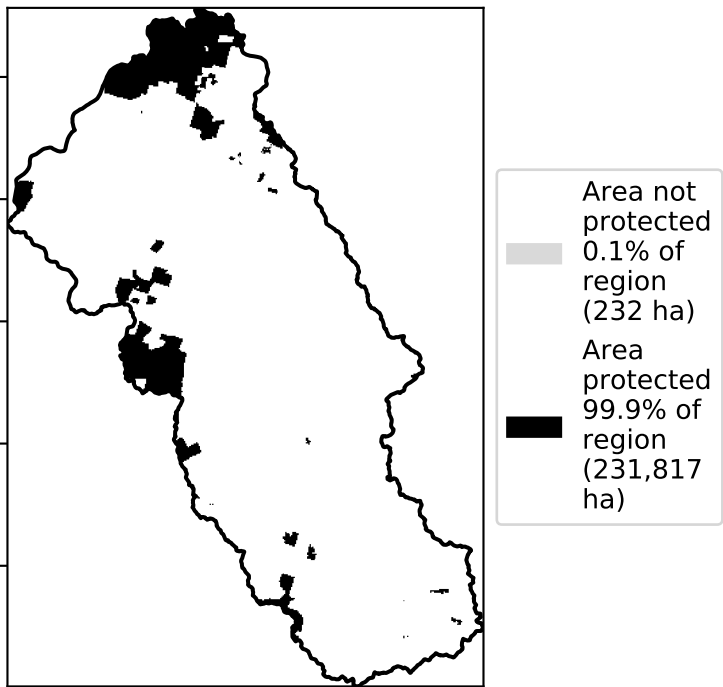 Area not
protected
0.1% of
region
(232 ha)
Area
protected
99.9% of
region
(231,817
ha)